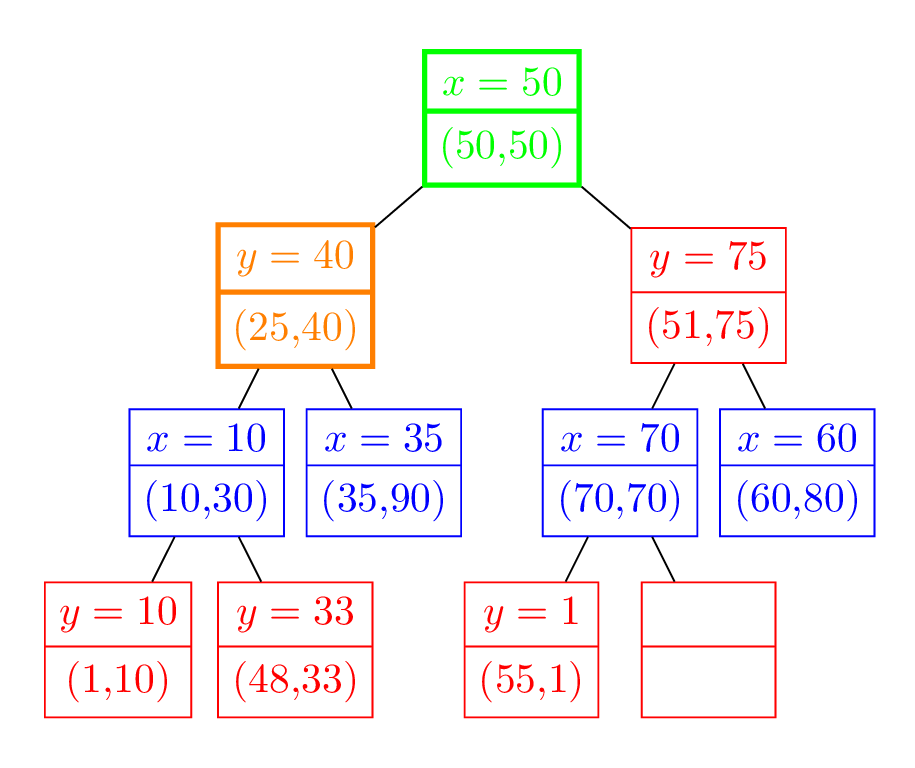 x = 50
(50,50)
y = 40
(25,40)
y = 75
(51,75)
x = 10
(10,30)
x = 35
(35,90)
x = 70
(70,70)
x = 60
(60,80)
y = 10
(1,10)
y = 33
(48,33)
y = 1
(55,1)